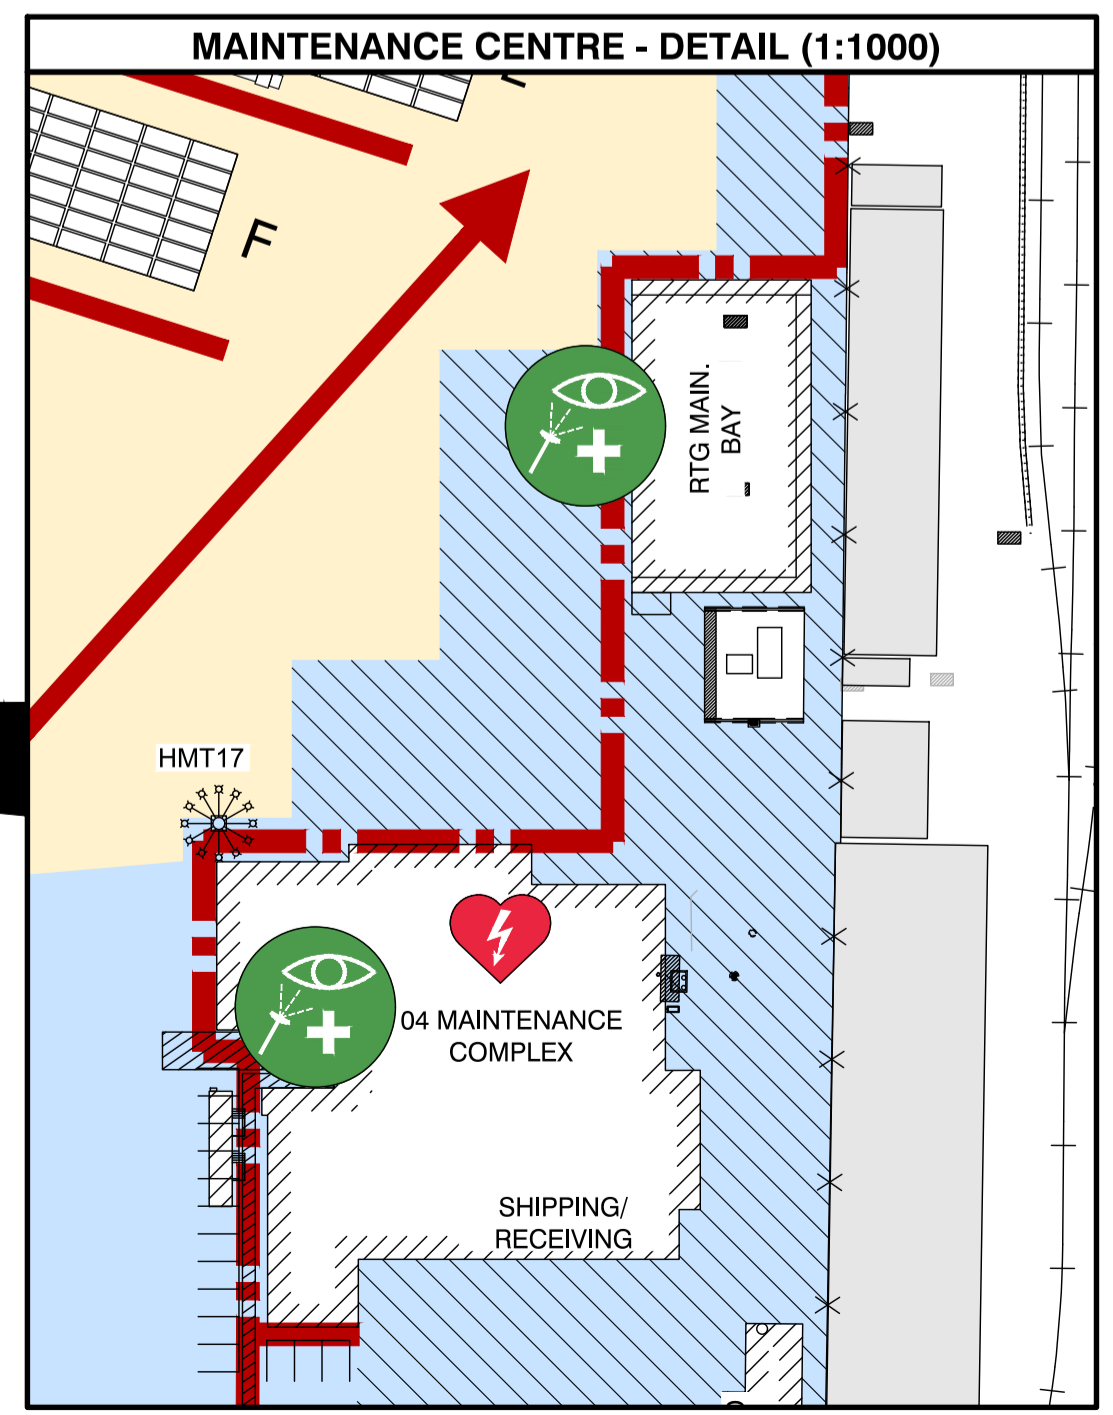 MAINTENANCE CENTRE - DETAIL (1:1000)
F
RTG MAIN.
BAY
HMT17
04 MAINTENANCE
COMPLEX
SHIPPING/
RECEIVING